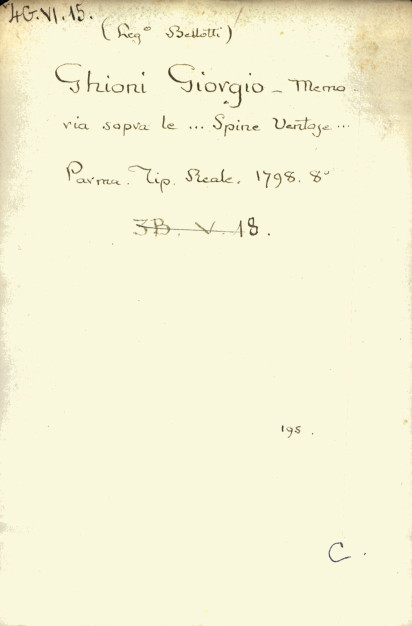 4G.VI.15.
(Leg° Bellotti)
Ghioni Giorgio - Memo-
ria sopra le ... Spine Ventose ...
Parma. Tip. Reale. 1798. 8°
3B. V. 18.
195.
C.